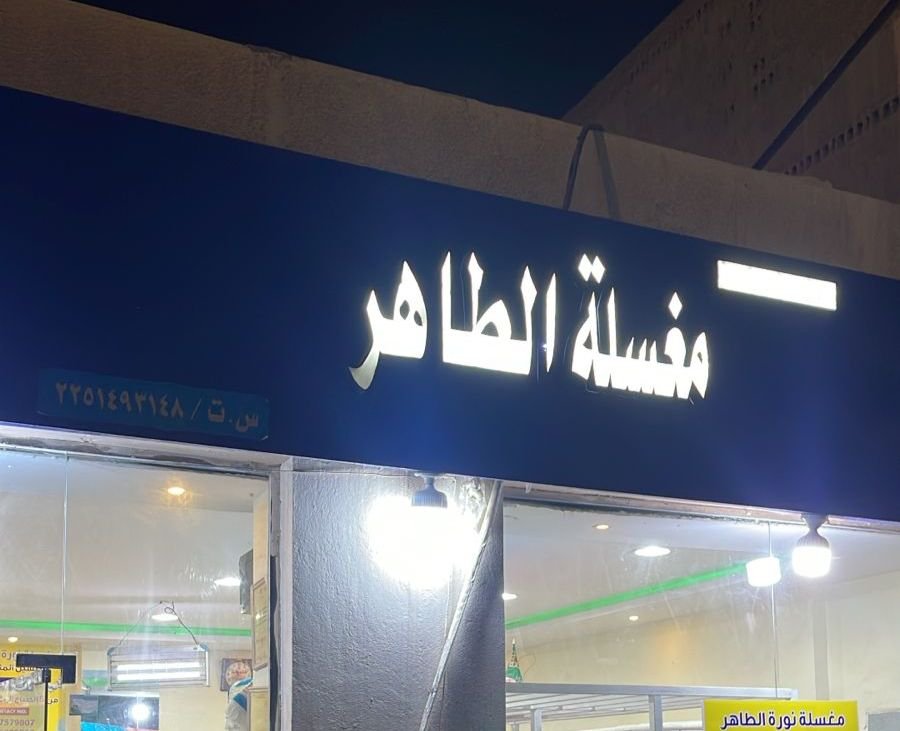 مغسلة الطاهر
س.ت / ٢٢٥١٤٩٣١٤٨
مغسلة نورة الطاهر